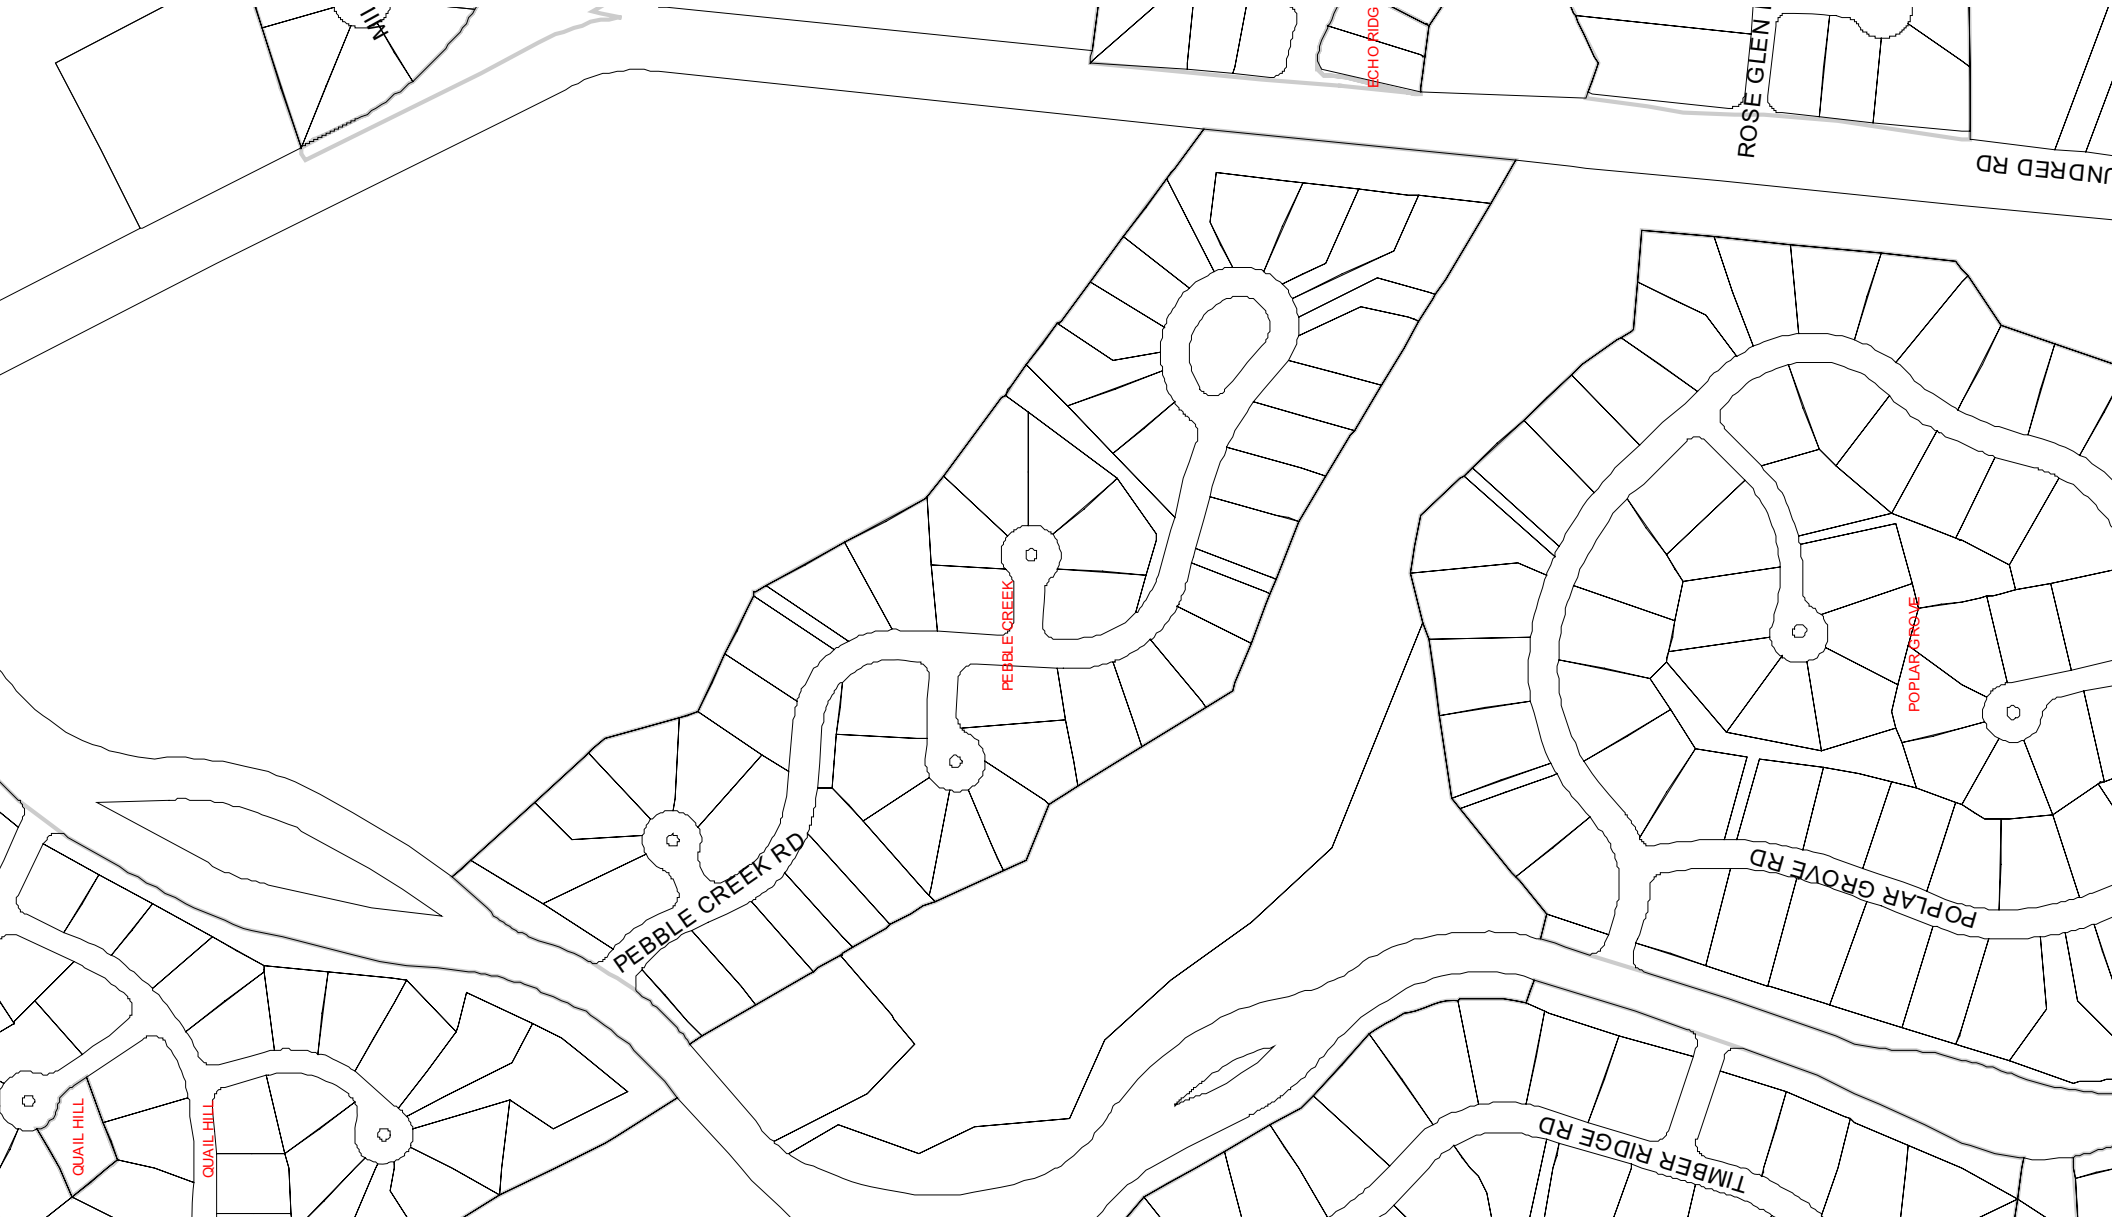 MIL
ECHO RIDG
ROSE GLEN
UNDRED RD
PEBBLE CREEK
POPLAR GROVE
PEBBLE CREEK RD
POPLAR GROVE RD
QUAIL HILL
QUAIL HILL
TIMBER RIDGE RD